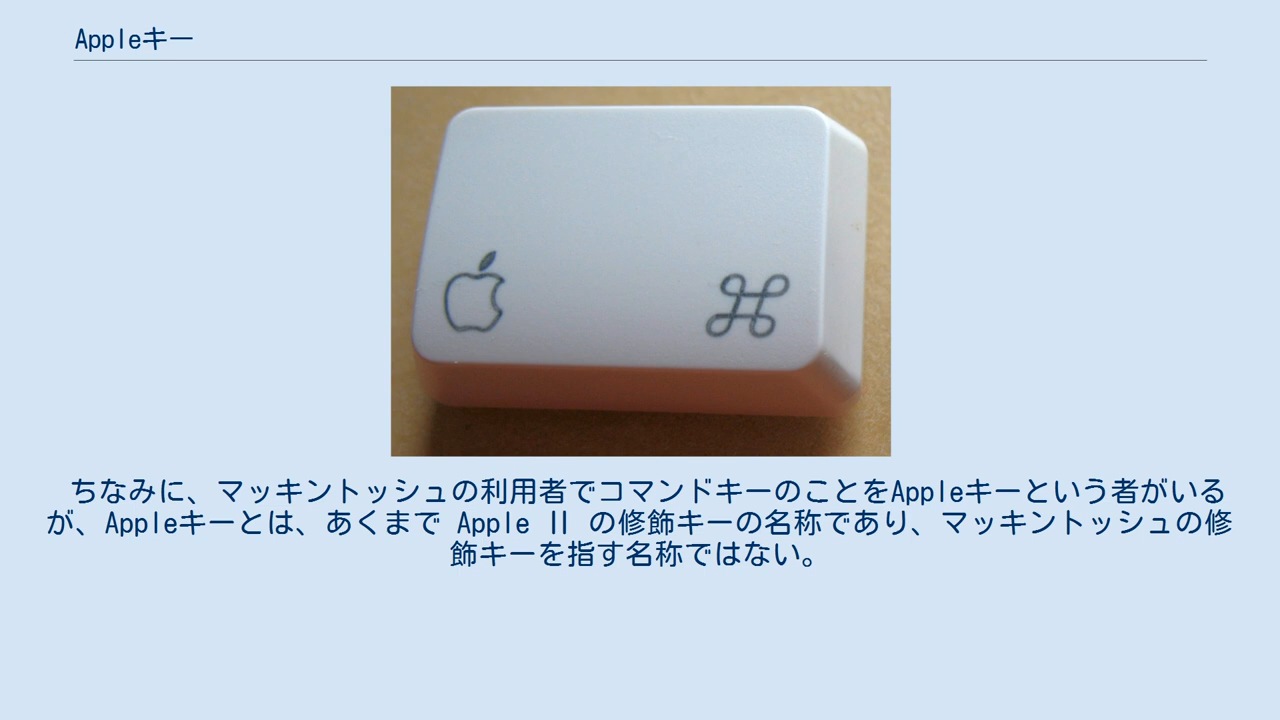 Appleキー
ちなみに、マッキントッシュの利用者でコマンドキーのことをAppleキーという者がいる
が、Appleキーとは、あくまで Apple II の修飾キーの名称であり、マッキントッシュの修
飾キーを指す名称ではない。